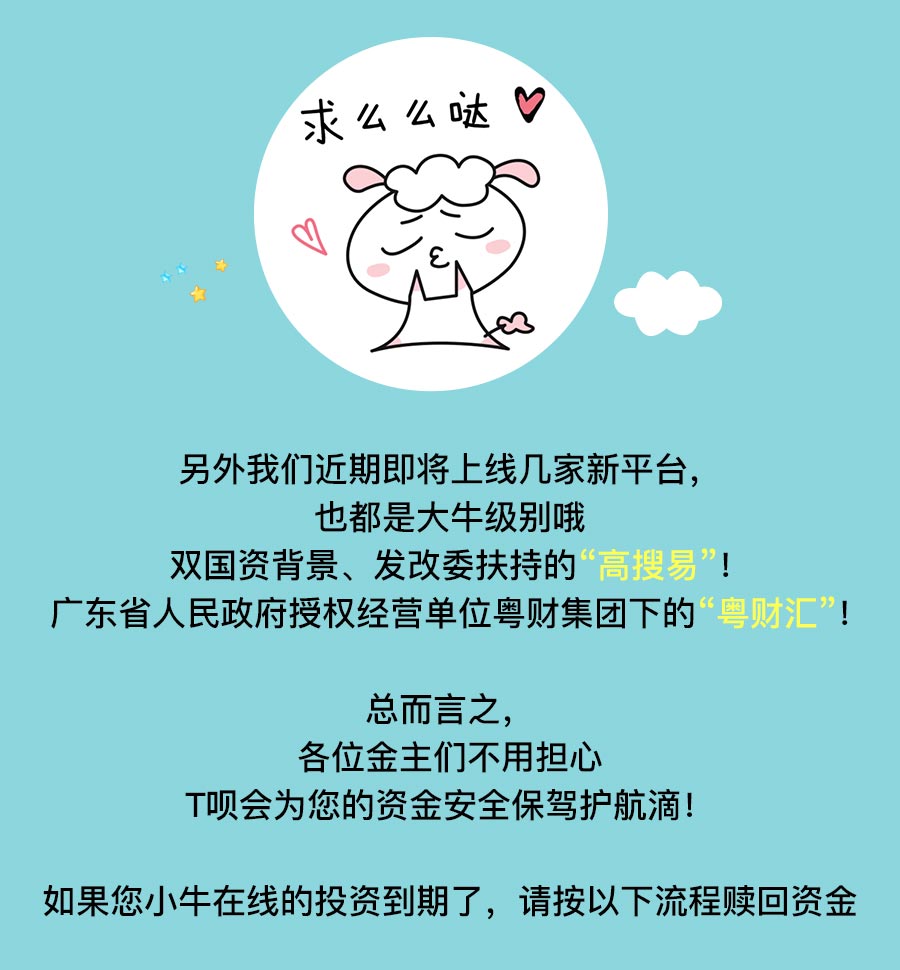 求么么哒
另外我们近期即将上线几家新平台，
也都是大牛级别哦
双国资背景、发改委扶持的“高搜易”！
广东省人民政府授权经营单位粤财集团下的“粤财汇”！
总而言之，
各位金主们不用担心
T呗会为您的资金安全保驾护航滴！
如果您小牛在线的投资到期了，请按以下流程赎回资金